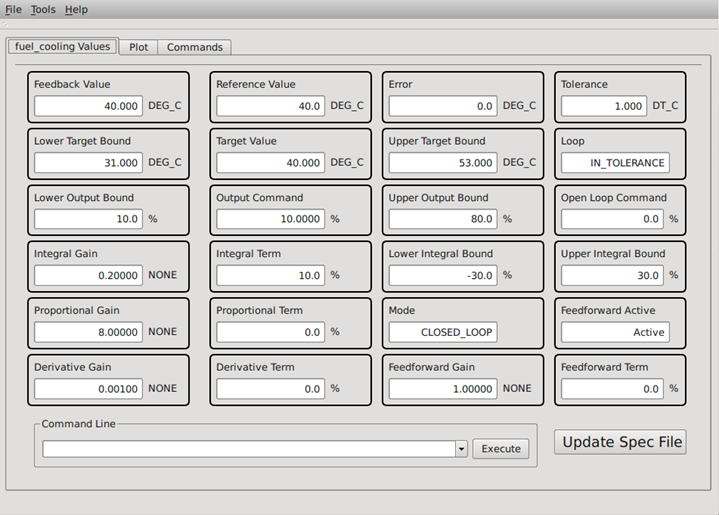 File Tools Help
fuel_cooling Values Plot Commands
Feedback Value Reference Value Error Tolerance
40.000 DEG_C 40.0 DEG_C 0.0 DEG_C 1.000 DT_C
Lower Target Bound Target Value Upper Target Bound Loop
31.000 DEG_C 40.000 DEG_C 53.000 DEG_C IN_TOLERANCE
Lower Output Bound Output Command Upper Output Bound Open Loop Command
10.0 % 10.0000 % 80.0 % 0.0 %
Integral Gain Integral Term Lower Integral Bound Upper Integral Bound
0.20000 NONE 10.0 % -30.0 % 30.0 %
Proportional Gain Proportional Term Mode Feedforward Active
8.00000 NONE 0.0 % CLOSED_LOOP Active
Derivative Gain Derivative Term Feedforward Gain Feedforward Term
0.00100 NONE 0.0 % 1.00000 NONE 0.0 %
Command Line
Execute Update Spec File